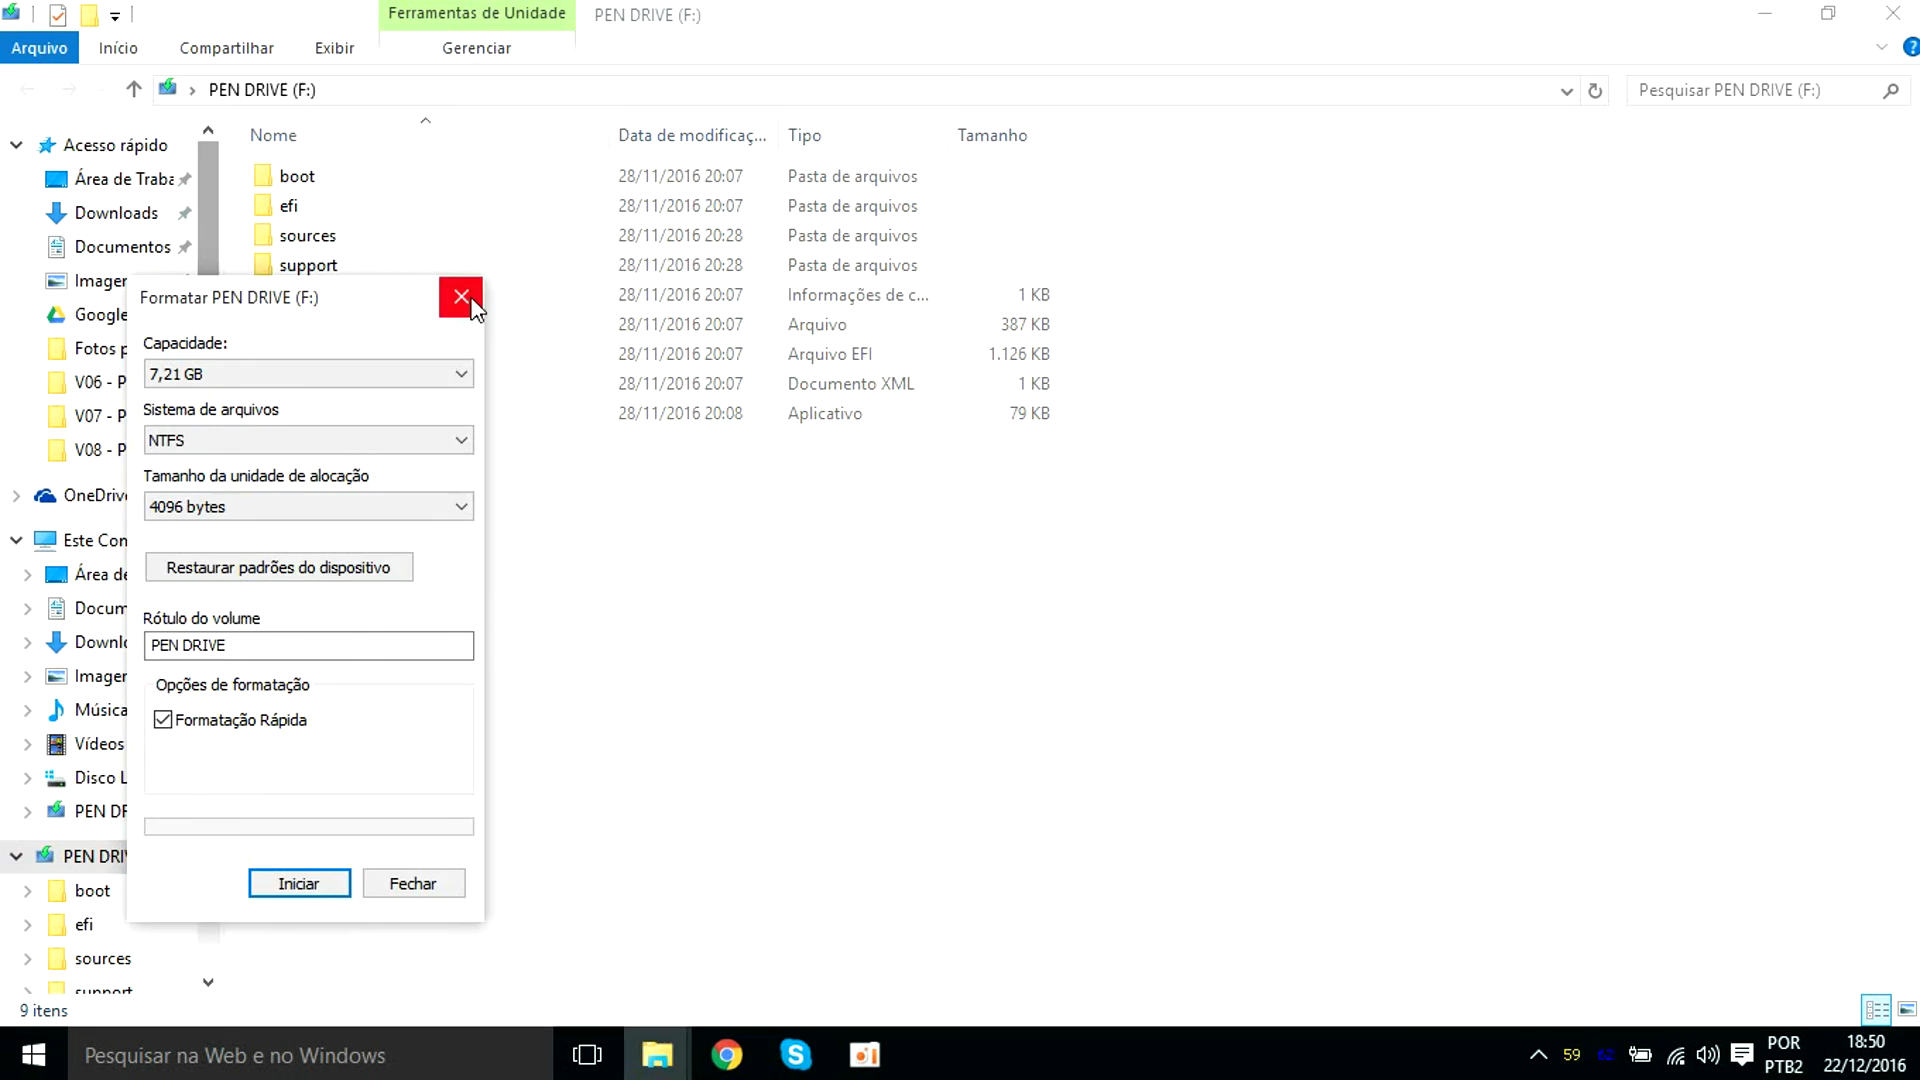 Ferramentas de Unidade
PEN DRIVE (F:)
Arquivo
Início
Compartilhar
Exibir
Gerenciar
PEN DRIVE (F:)
Pesquisar PEN DRIVE (F:)
Nome
Data de modificaç...
Tipo
Tamanho
Acesso rápido
Área de Traba
Downloads
Documentos
Imager
Google
Fotos p
V06 - P
V07 - P
V08 - P
OneDrive
Este Com
Área de
Docum
Downlo
Imager
Música
Vídeos
Disco L
PEN DR
PEN DRIV
boot
efi
sources
support
boot 28/11/2016 20:07 Pasta de arquivos
efi 28/11/2016 20:07 Pasta de arquivos
sources 28/11/2016 20:28 Pasta de arquivos
support 28/11/2016 20:28 Pasta de arquivos
28/11/2016 20:07 Informações de c... 1 KB
28/11/2016 20:07 Arquivo 387 KB
28/11/2016 20:07 Arquivo EFI 1.126 KB
28/11/2016 20:07 Documento XML 1 KB
28/11/2016 20:08 Aplicativo 79 KB
Formatar PEN DRIVE (F:)
Capacidade:
7,21 GB
Sistema de arquivos
NTFS
Tamanho da unidade de alocação
4096 bytes
Restaurar padrões do dispositivo
Rótulo do volume
PEN DRIVE
Opções de formatação
Formatação Rápida
Iniciar
Fechar
9 itens
Pesquisar na Web e no Windows
59
62
POR
PTB2
18:50
22/12/2016